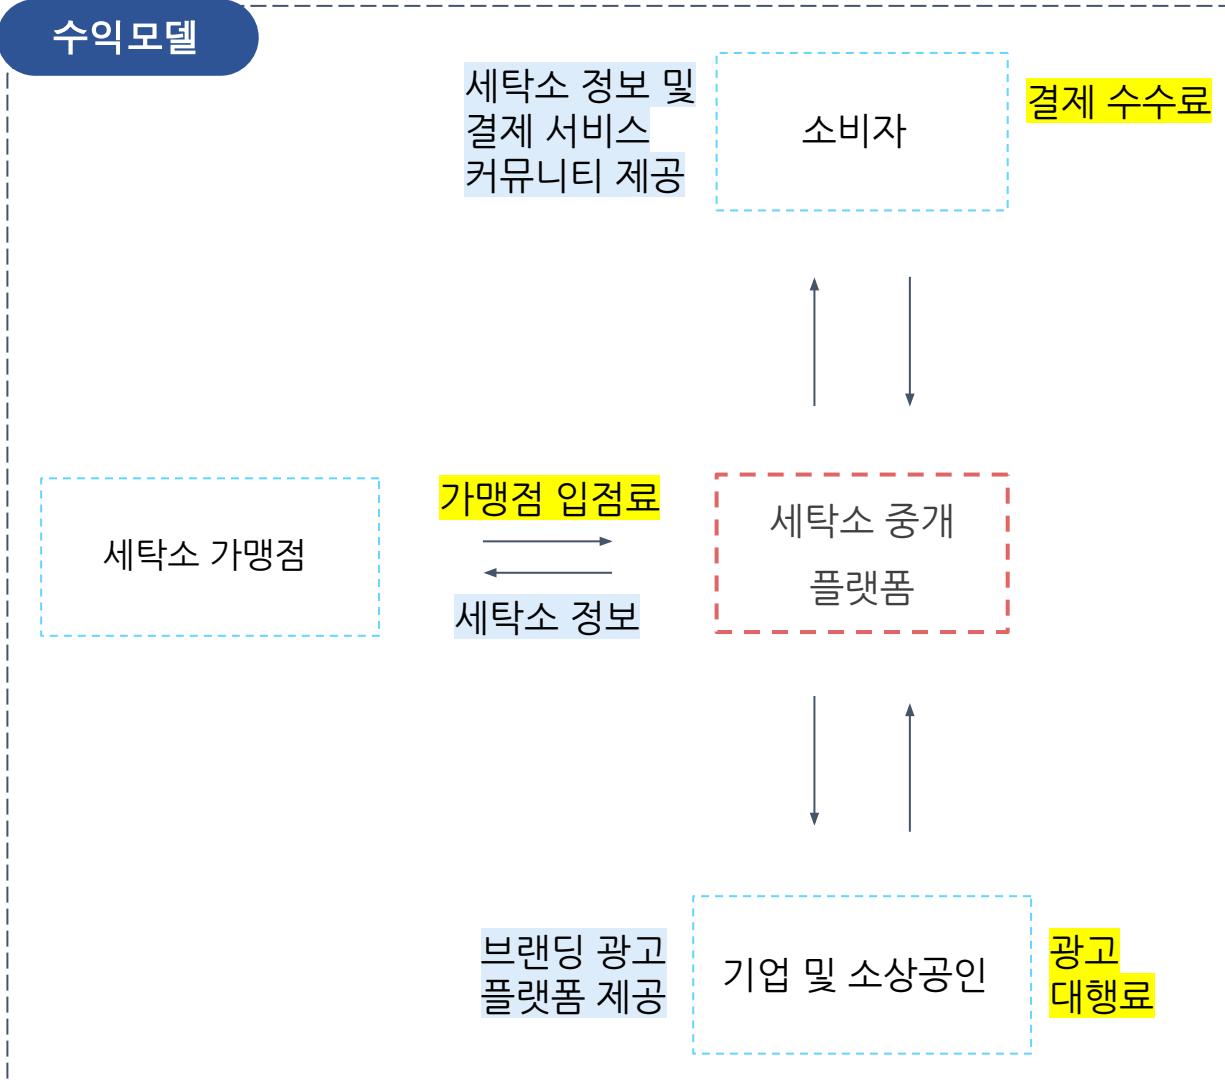 수익모델
세탁소 정보 및
결제 서비스
커뮤니티 제공
소비자
결제 수수료
세탁소 가맹점
가맹점 입점료
세탁소 정보
세탁소 중개
플랫폼
브랜딩 광고
플랫폼 제공
기업 및 소상공인
광고
대행료